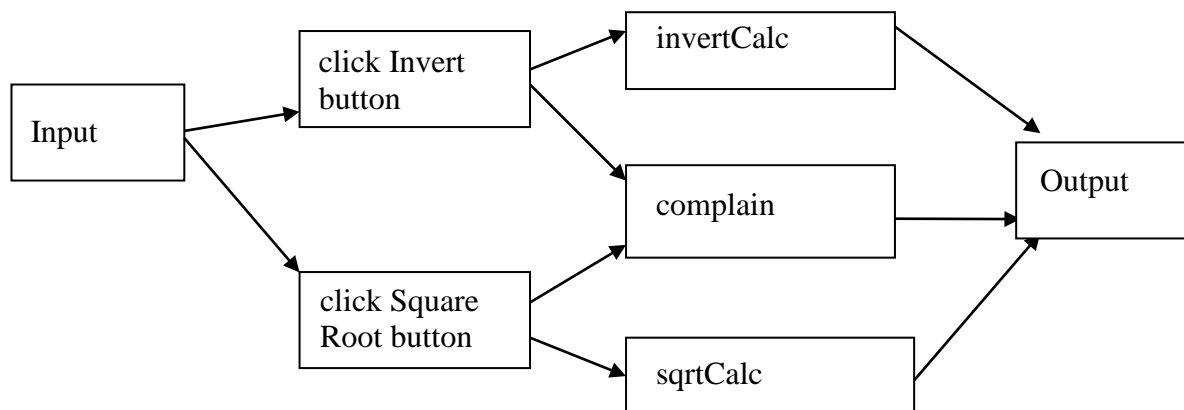 Input
click Invert
button
click Square
Root button
invertCalc
complain
sqrtCalc
Output